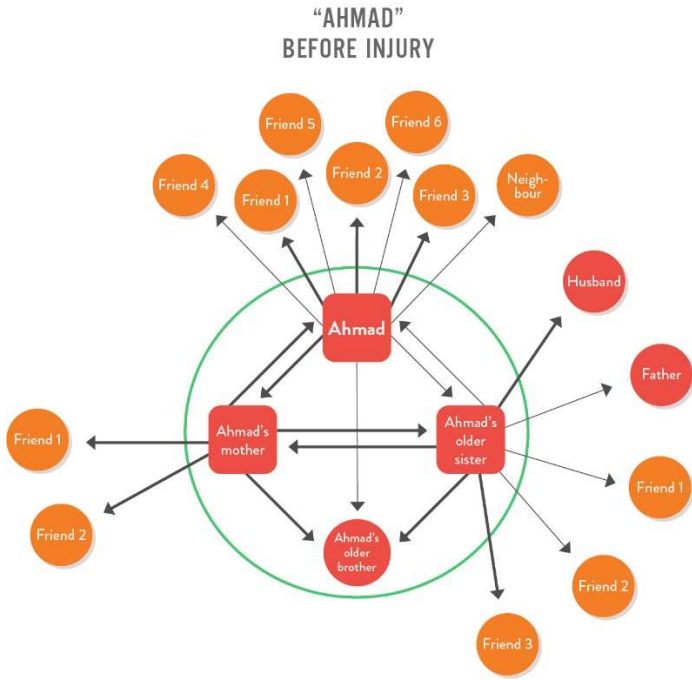 “AHMAD”
BEFORE INJURY
Friend 5
Friend 6
Friend 4
Friend 1
Friend 2
Friend 3
Neigh-
bour
Husband
Ahmad
Father
Friend 1
Ahmad's
mother
Ahmad's
older
sister
Friend 1
Friend 2
Ahmad's
older
brother
Friend 2
Friend 3